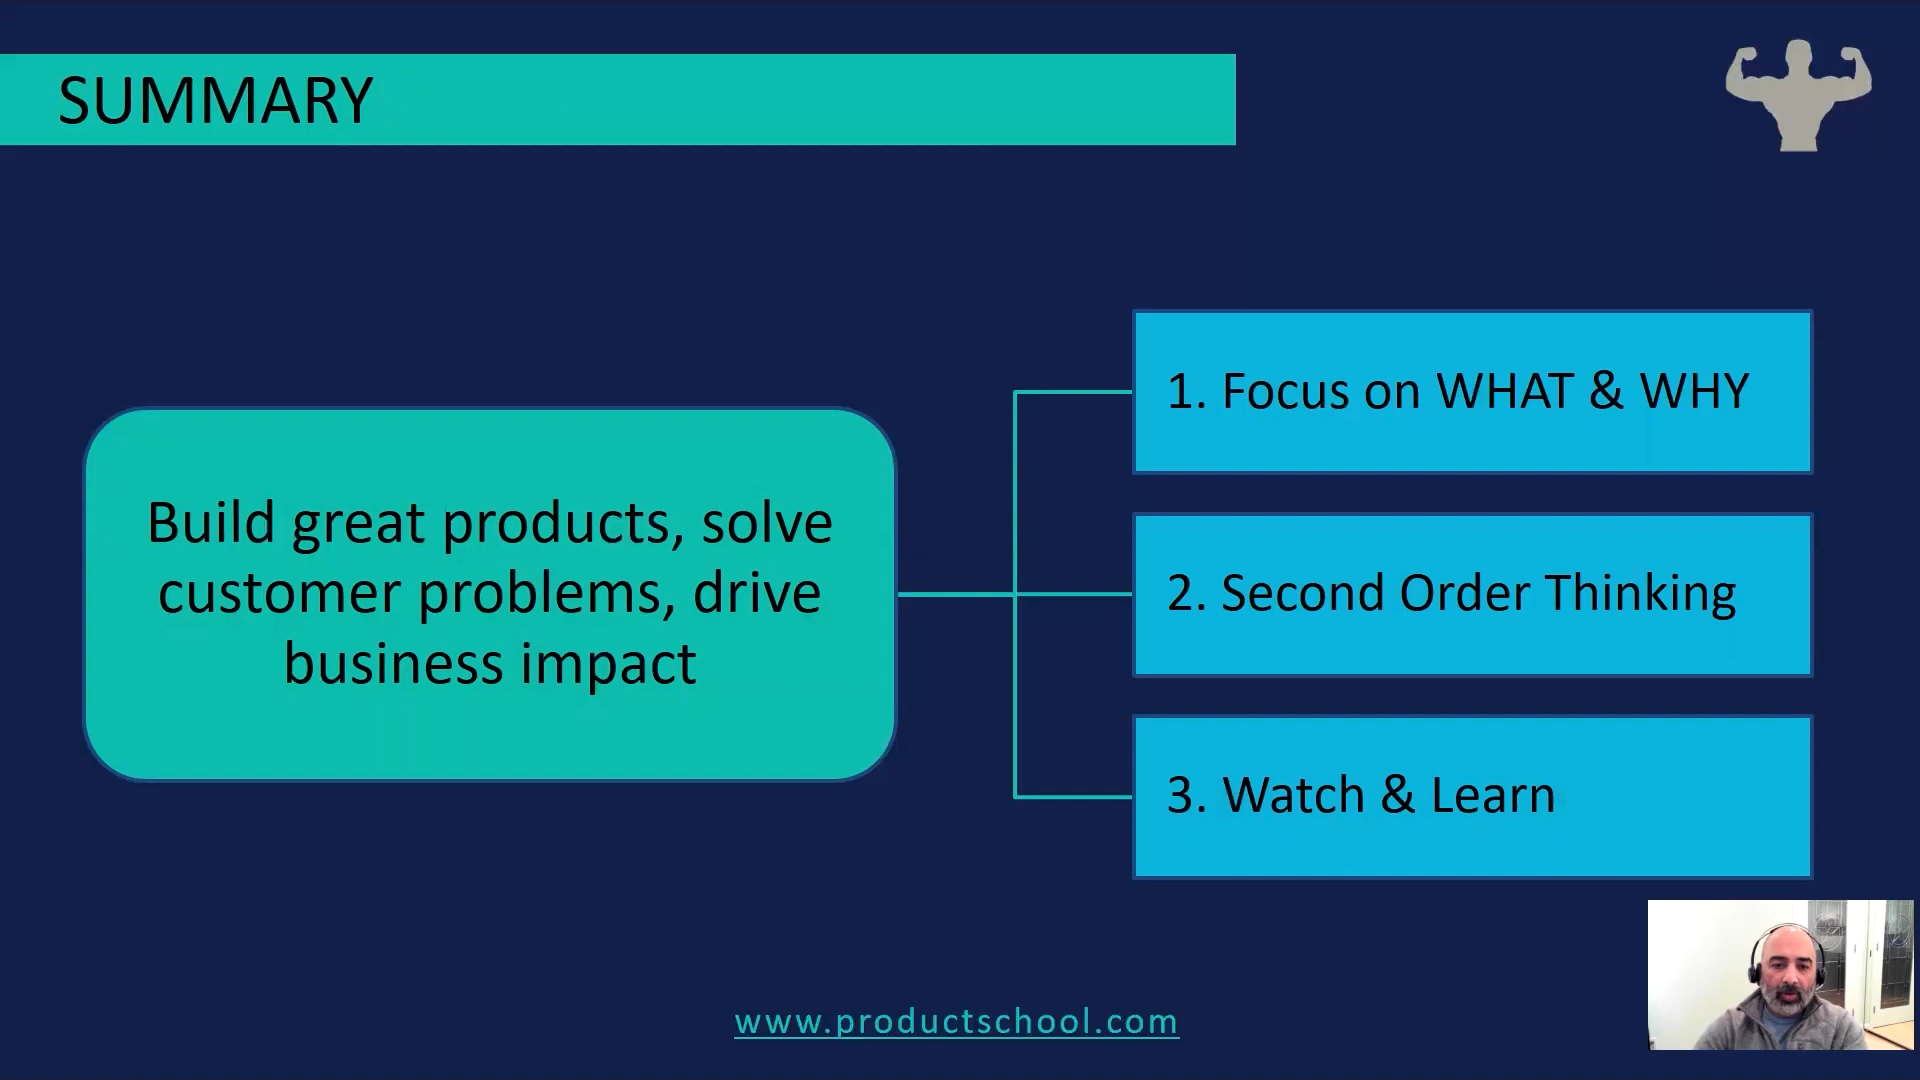 SUMMARY
Build great products, solve
customer problems, drive
business impact
1. Focus on WHAT & WHY
2. Second Order Thinking
3. Watch & Learn
www.productschool.com